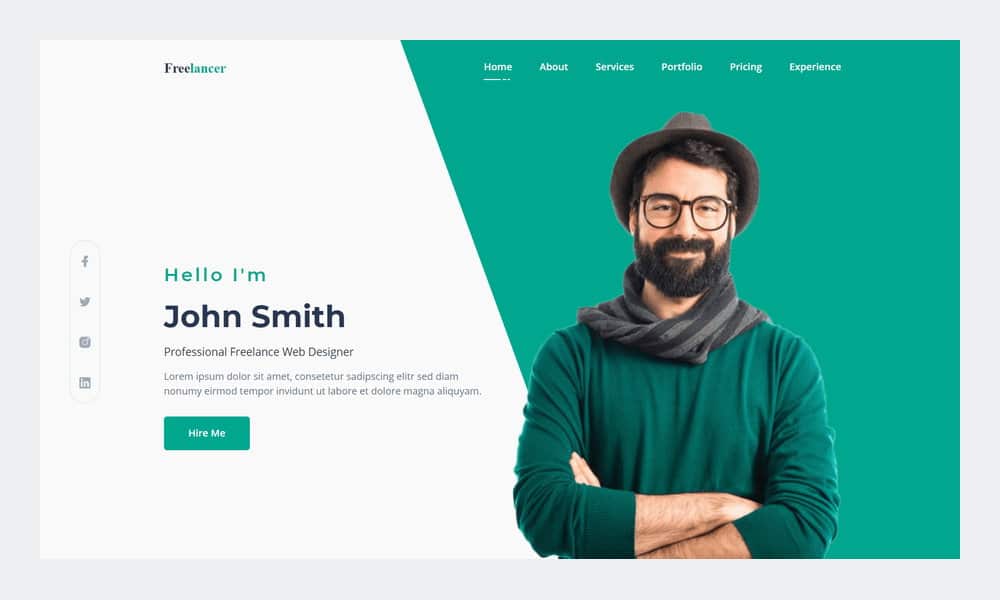 Freelancer
Home About Services Portfolio Pricing Experience
Hello I'm
John Smith
Professional Freelance Web Designer
Lorem ipsum dolor sit amet, consetetur sadipscing elitr sed diam
nonumy eirmod tempor invidunt ut labore et dolore magna aliquyam.
Hire Me